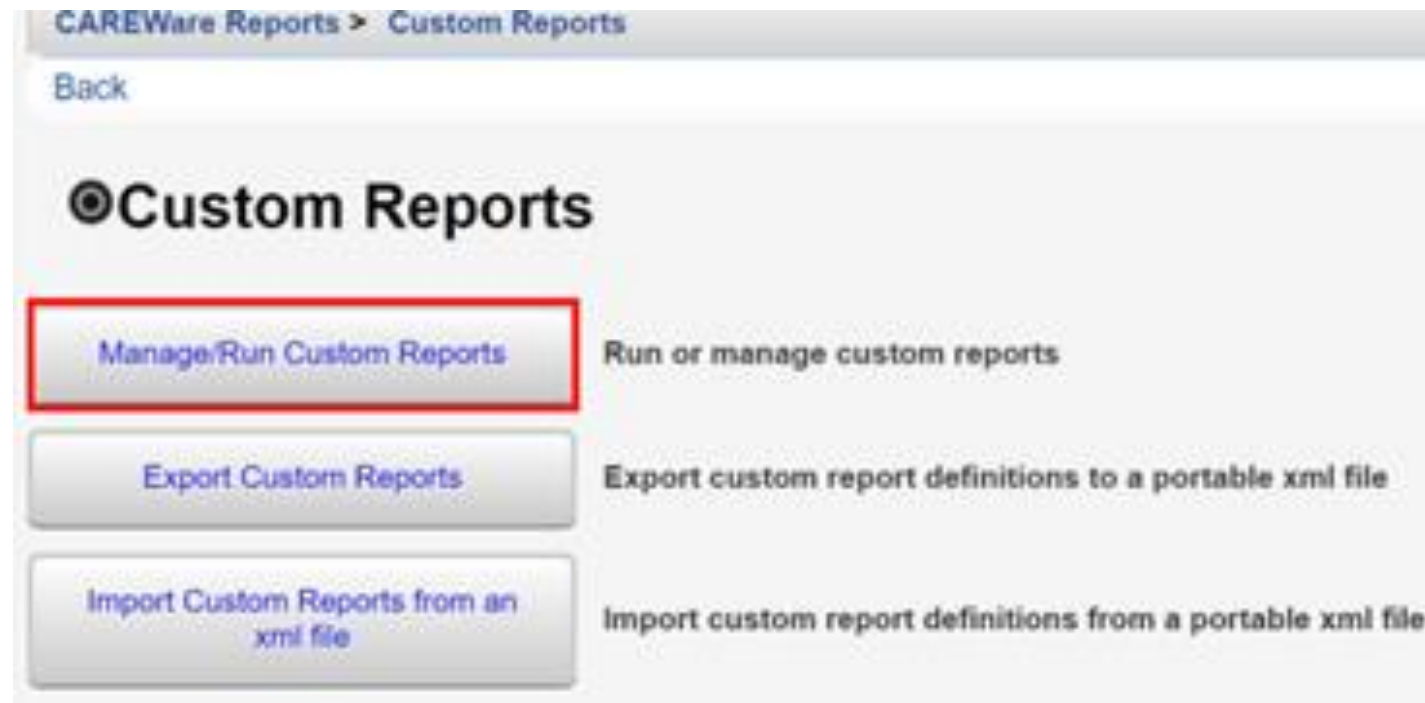 CAREWare Reports > Custom Reports
Back
Custom Reports
Manage/Run Custom Reports
Run or manage custom reports
Export Custom Reports
Export custom report definitions to a portable xml file
Import Custom Reports from an
xml file
Import custom report definitions from a portable xml file